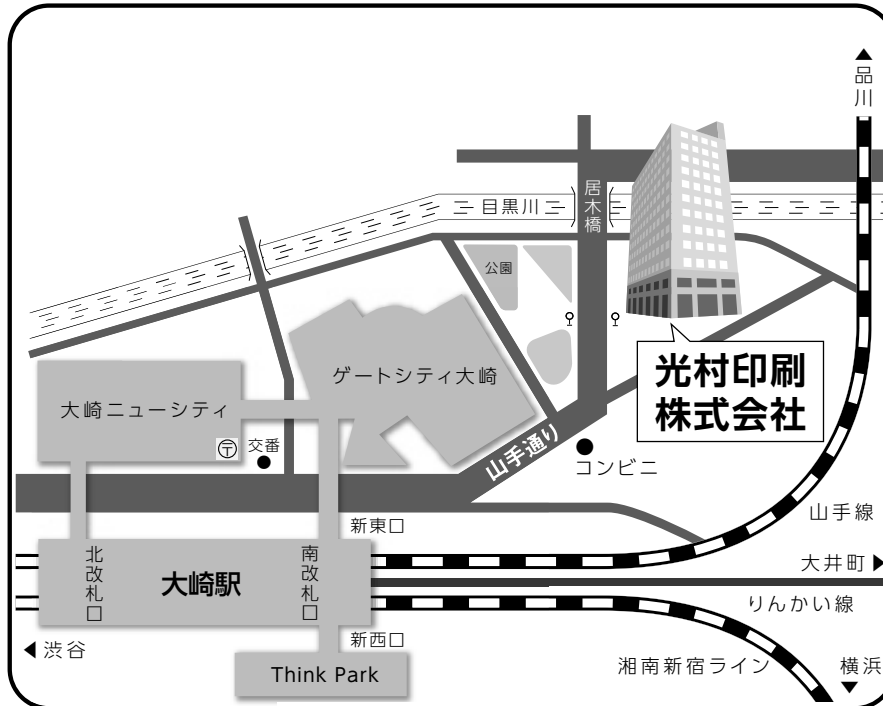 品川
居木橋
目黒川
公園
ゲートシティ大崎
大崎ニューシティ
〒
交番
光村印刷
株式会社
山手通り
コンビニ
新東口
山手線
北改札口
大崎駅
南改札口
大井町
りんかい線
渋谷
新西口
湘南新宿ライン
横浜
Think Park